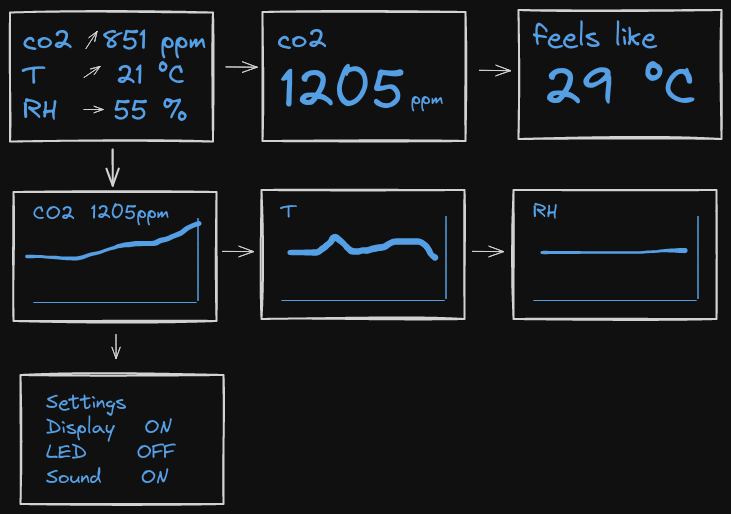 co2 ↗851 ppm
T ↗ 21 °C
RH → 55 %
co2
1205 ppm
feels like
29 °C
CO2 1205ppm
T
RH
Settings
Display ON
LED OFF
Sound ON